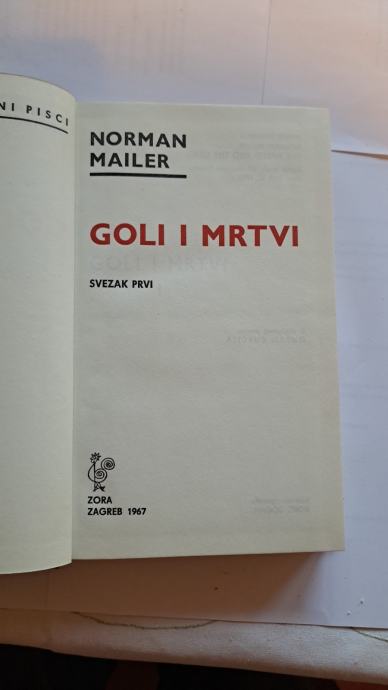 NI PISCI
NORMAN
MAILER
GOLI I MRTVI
SVEZAK PRVI
ZORA
ZAGREB 1967